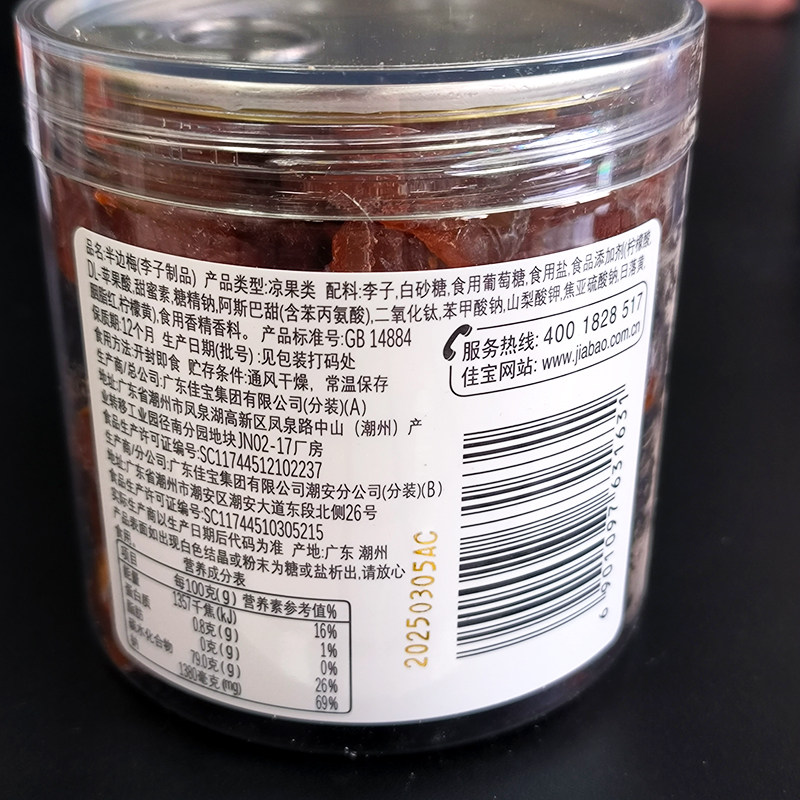 品名:半边梅(李子制品) 产品类型:凉果类 配料:李子,白砂糖,食用葡萄糖,食用盐,食品添加剂(柠檬酸,
DL-苹果酸,甜蜜素,糖精钠,阿斯巴甜(含苯丙氨酸),二氧化钛,苯甲酸钠,山梨酸钾,焦亚硫酸钠,日落黄,
胭脂红,柠檬黄),食用香精香料。 产品标准号:GB 14884
保质期:12个月 生产日期(批号):见包装打码处
食用方法:开封即食 贮存条件:通风干燥，常温保存
生产商/总公司:广东佳宝集团有限公司(分装)(A)
地址:广东省潮州市凤泉湖高新区凤泉路中山（潮州）产
业转移工业园径南分园地块JN02-17厂房
食品生产许可证编号:SC11744512102237
生产商/分公司:广东佳宝集团有限公司潮安分公司(分装)(B)
地址:广东省潮州市潮安区潮安大道东段北侧26号
食品生产许可证编号:SC11744510305215
实际生产商以生产日期后代码为准 产地:广东 潮州
产品表面如出现白色结晶或粉末为糖或盐析出,请放心
食用。
服务热线: 400 1828 517
佳宝网站: www.jiabao.com.cn
营养成分表
项目 每100克(g) 营养素参考值%
能量 1357千焦(kJ) 16%
蛋白质 0.8克(g) 1%
脂肪 0克(g) 0%
碳水化合物 79.0克(g) 26%
钠 1380毫克(mg) 69%
20250305AC
6 901097 631631